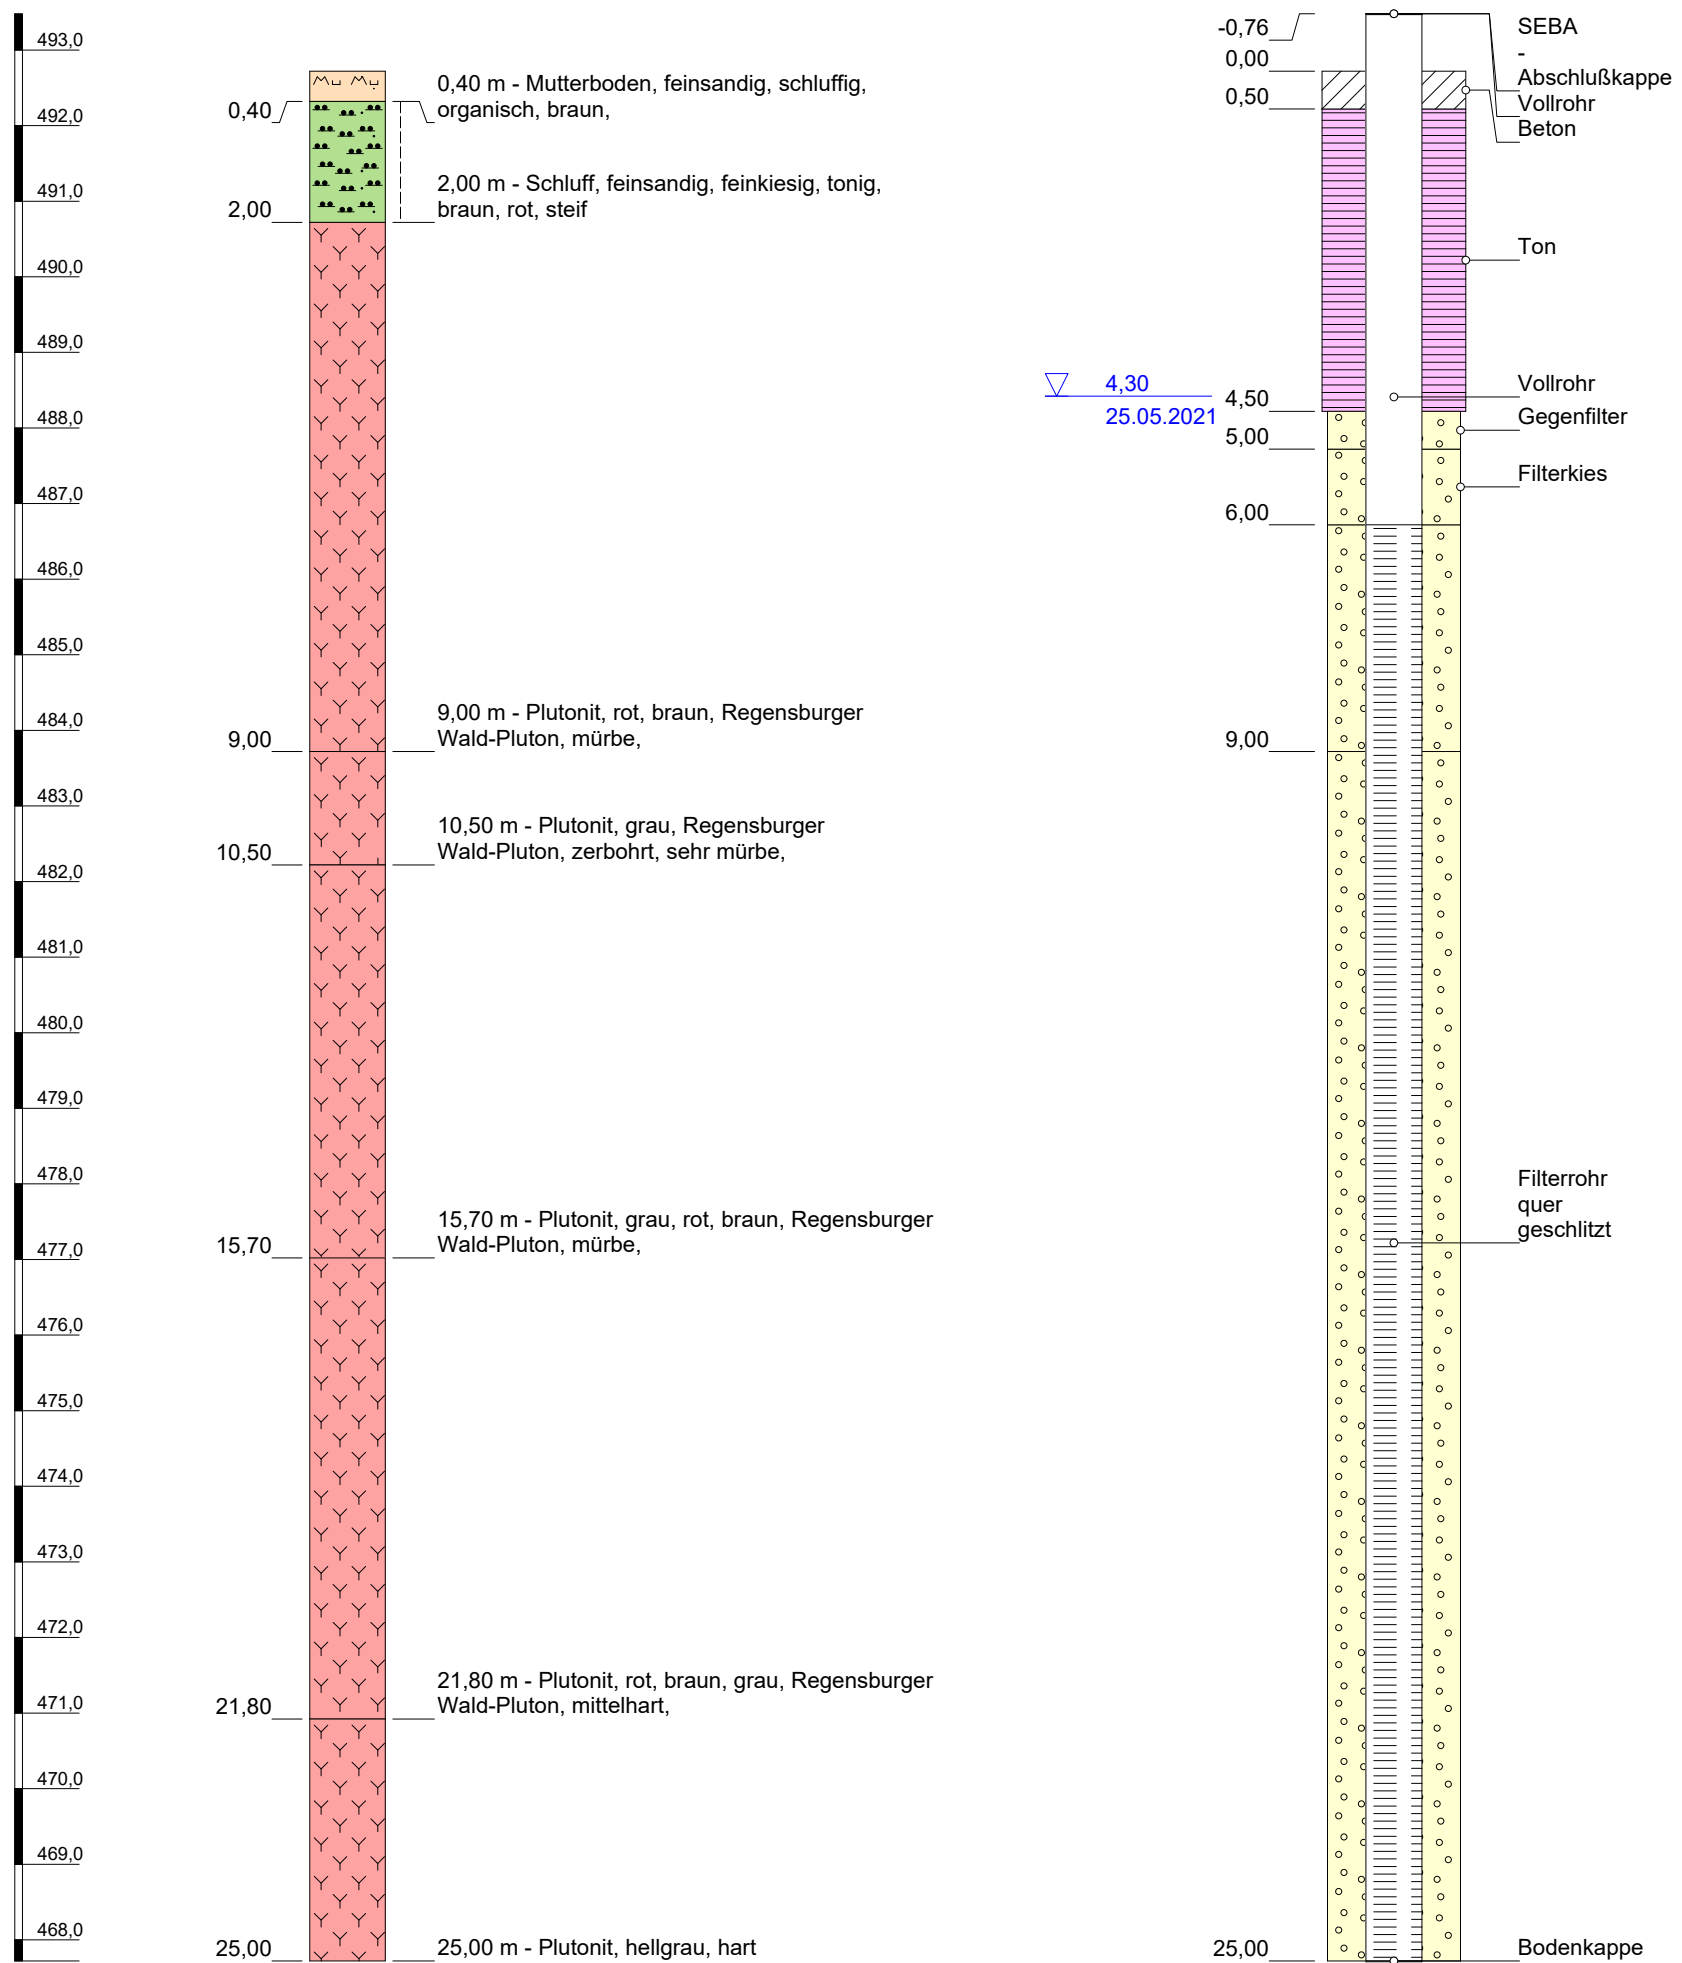 493,0
492,0
491,0
490,0
489,0
488,0
487,0
486,0
485,0
484,0
483,0
482,0
481,0
480,0
479,0
478,0
477,0
476,0
475,0
474,0
473,0
472,0
471,0
470,0
469,0
468,0
0,40
2,00
9,00
10,50
15,70
21,80
25,00
0,40 m - Mutterboden, feinsandig, schluffig,
organisch, braun,
2,00 m - Schluff, feinsandig, feinkiesig, tonig,
braun, rot, steif
9,00 m - Plutonit, rot, braun, Regensburger
Wald-Pluton, mürbe,
10,50 m - Plutonit, grau, Regensburger
Wald-Pluton, zerbohrt, sehr mürbe,
15,70 m - Plutonit, grau, rot, braun, Regensburger
Wald-Pluton, mürbe,
21,80 m - Plutonit, rot, braun, grau, Regensburger
Wald-Pluton, mittelhart,
25,00 m - Plutonit, hellgrau, hart
4,30
25.05.2021
-0,76
0,00
0,50
4,50
5,00
6,00
9,00
25,00
SEBA
-
Abschlußkappe
Vollrohr
Beton
Ton
Vollrohr
Gegenfilter
Filterkies
Filterrohr
quer
geschlitzt
Bodenkappe